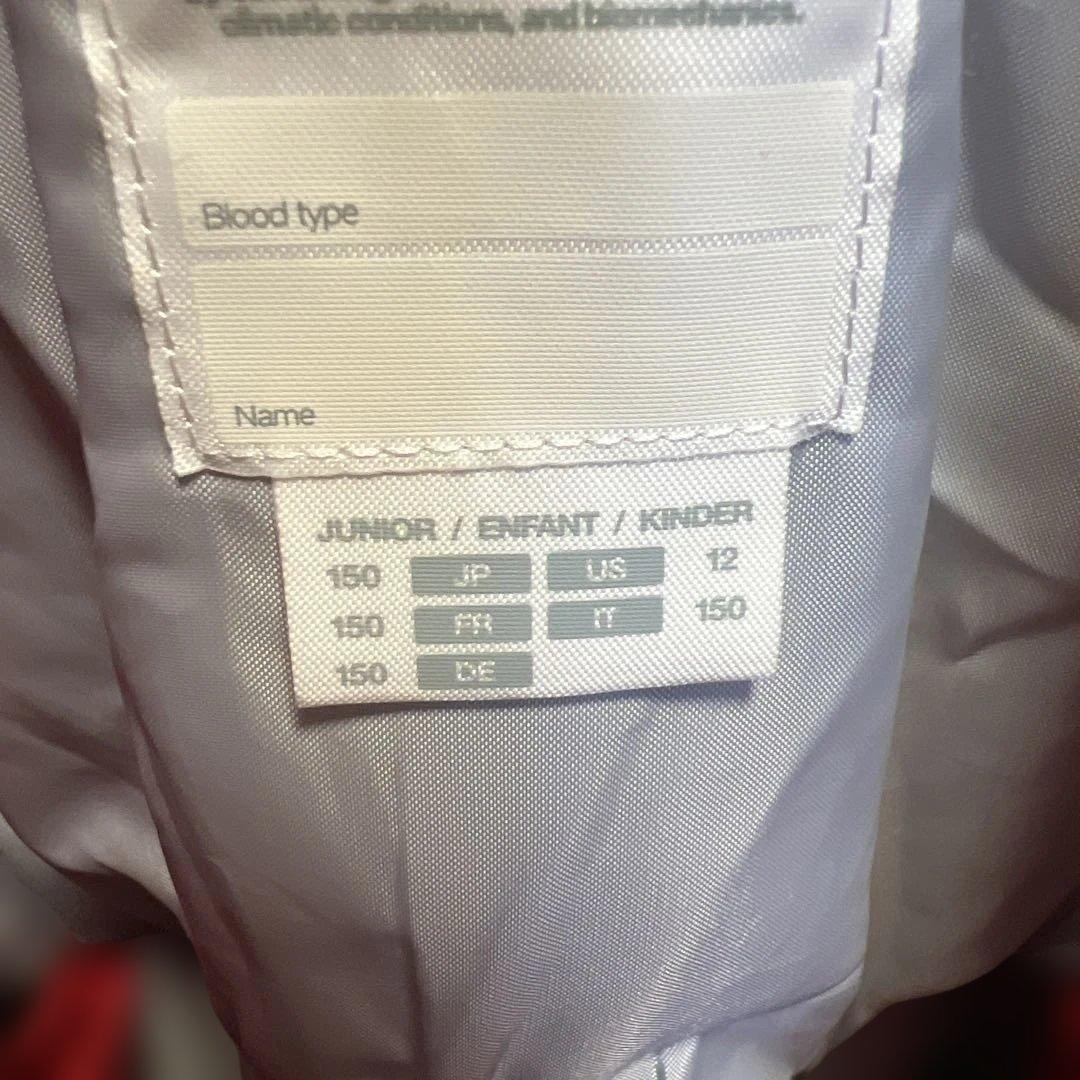 climatic conditions, and biomechanics.
Blood type
Name
JUNIOR / ENFANT / KINDER
150 JP US 12
150 FR IT 150
150 DE